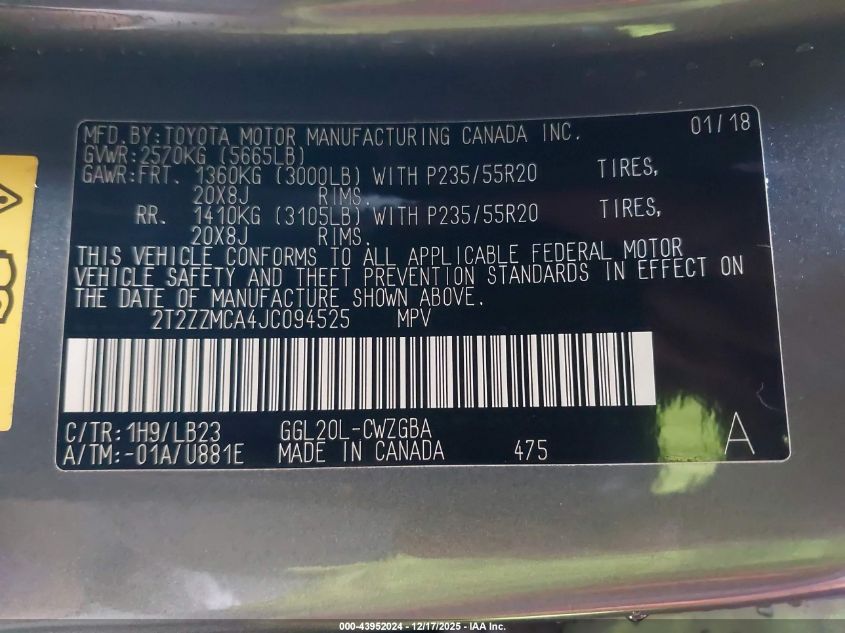 MFD.BY:TOYOTA MOTOR MANUFACTURING CANADA INC. 01/18
GVWR:2570KG (5665LB)
GAWR:FRT. 1360KG (3000LB) WITH P235/55R20 TIRES,
20X8J RIMS.
RR. 1410KG (3105LB) WITH P235/55R20 TIRES,
20X8J RIMS.
THIS VEHICLE CONFORMS TO ALL APPLICABLE FEDERAL MOTOR
VEHICLE SAFETY AND THEFT PREVENTION STANDARDS IN EFFECT ON
THE DATE OF MANUFACTURE SHOWN ABOVE.
2T2ZZMCA4JC094525 MPV
C/TR:1H9/LB23 GGL20L-CWZGBA
A/TM:-01A/U881E MADE IN CANADA 475 A
000-43952024 - 12/17/2025 - IAA Inc.